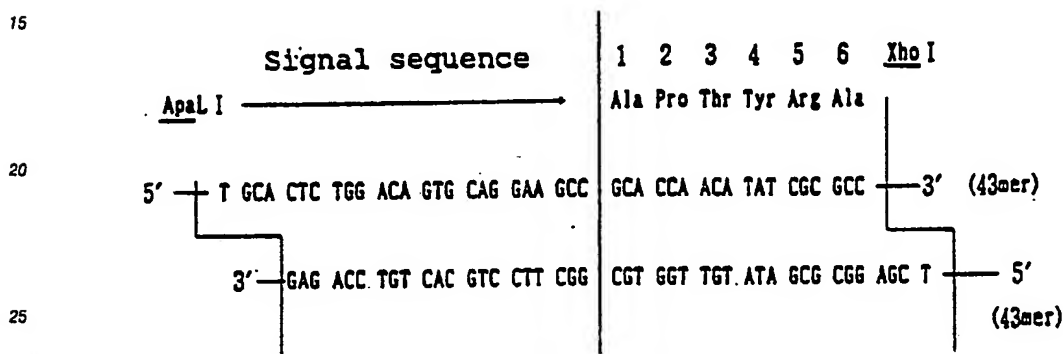 15
Signal sequence 1 2 3 4 5 6 Xho I
ApaL I Ala Pro Thr Tyr Arg Ala
20
5′ T GCA CTC TGG ACA GTG CAG GAA GCC GCA CCA ACA TAT CGC GCC 3′ (43mer)
3′ GAG ACC TGT CAC GTC CTT CGG CGT GGT TGT ATA GCG CGG AGC T 5′
25 (43mer)